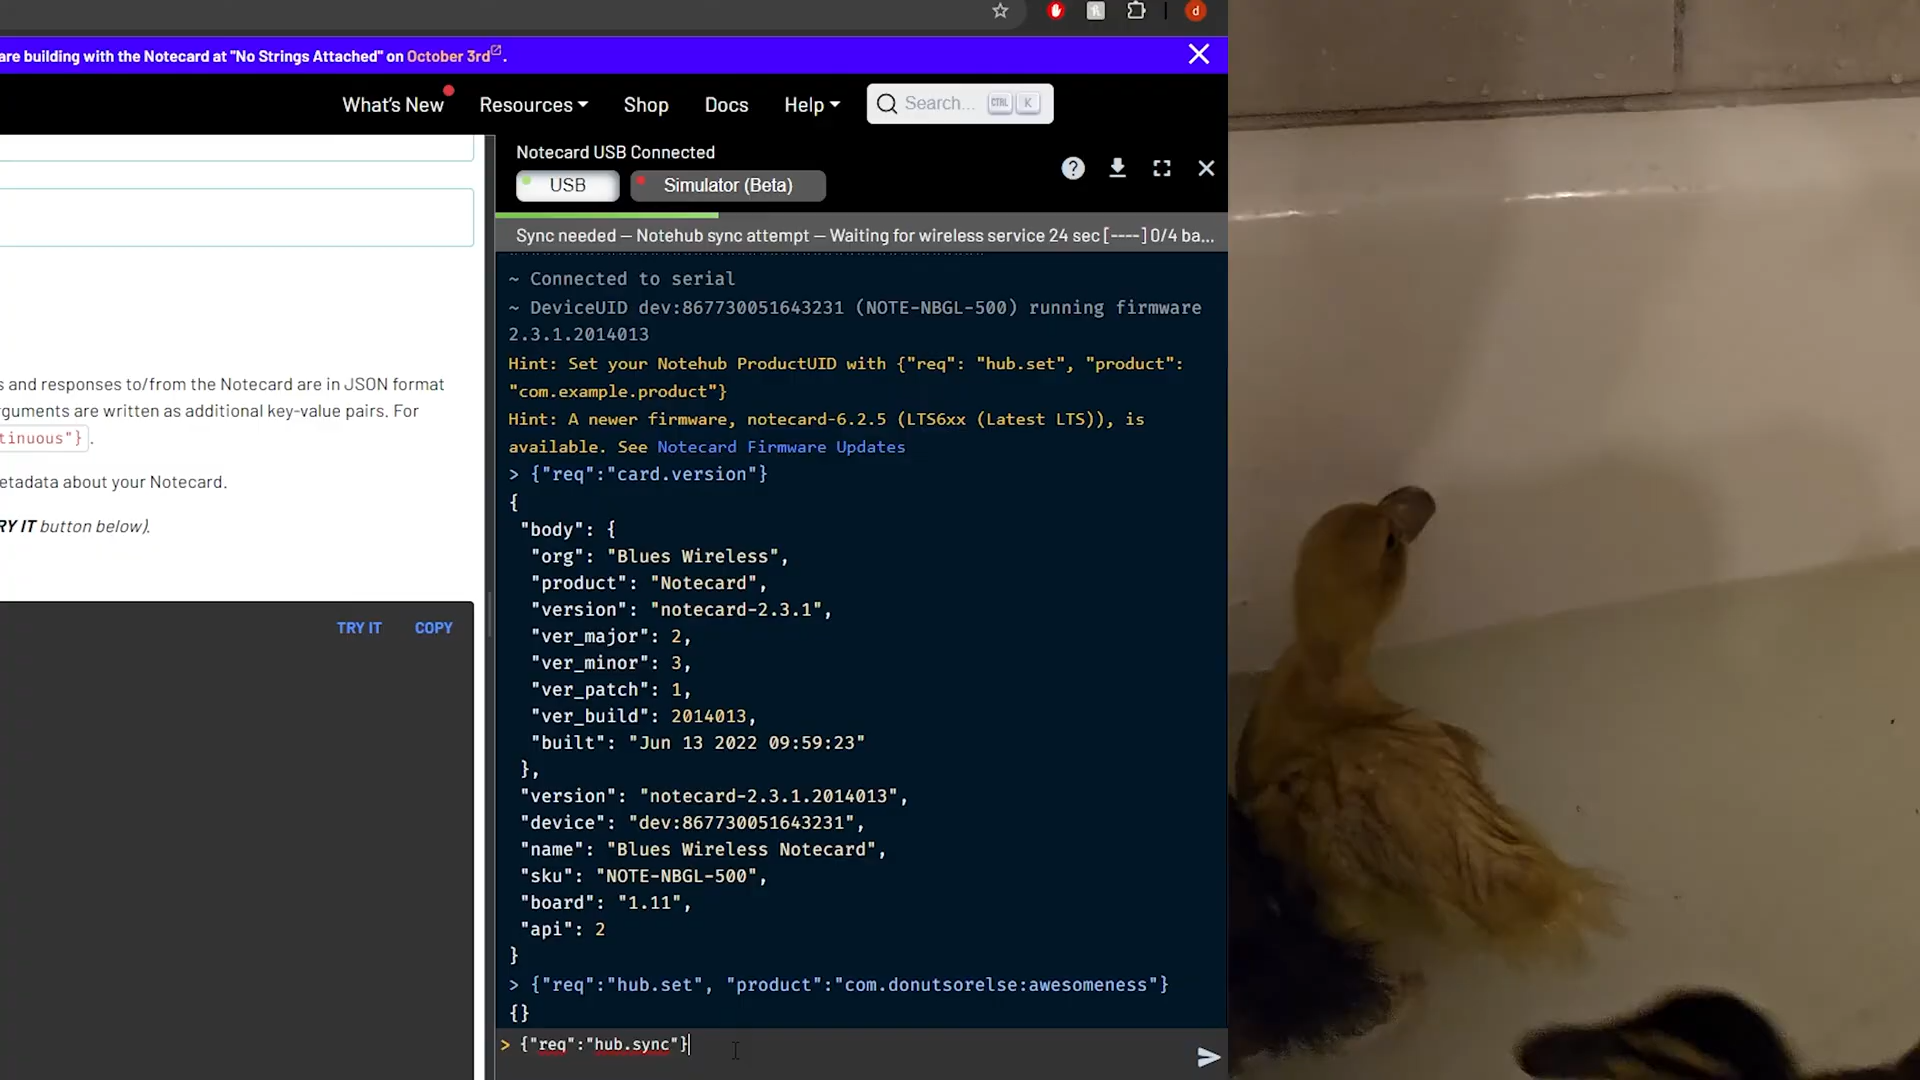 d
are building with the Notecard at "No Strings Attached" on October 3rd.
What's New Resources Shop Docs Help Search... CTRL K
Notecard USB Connected
USB Simulator (Beta)
Sync needed — Notehub sync attempt — Waiting for wireless service 24 sec [----] 0/4 ba...
~ Connected to serial
~ DeviceUID dev:867730051643231 (NOTE-NBGL-500) running firmware
2.3.1.2014013
Hint: Set your Notehub ProductUID with {"req": "hub.set", "product":
"com.example.product"}
Hint: A newer firmware, notecard-6.2.5 (LTS6xx (Latest LTS)), is
available. See Notecard Firmware Updates
> {"req":"card.version"}
{
"body": {
"org": "Blues Wireless",
"product": "Notecard",
"version": "notecard-2.3.1",
"ver_major": 2,
"ver_minor": 3,
"ver_patch": 1,
"ver_build": 2014013,
"built": "Jun 13 2022 09:59:23"
},
"version": "notecard-2.3.1.2014013",
"device": "dev:867730051643231",
"name": "Blues Wireless Notecard",
"sku": "NOTE-NBGL-500",
"board": "1.11",
"api": 2
}
> {"req":"hub.set", "product":"com.donutsorelse:awesomeness"}
{}
> {"req":"hub.sync"}
s and responses to/from the Notecard are in JSON format
rguments are written as additional key-value pairs. For
tinuous"}.
etadata about your Notecard.
RY IT button below).
TRY IT COPY